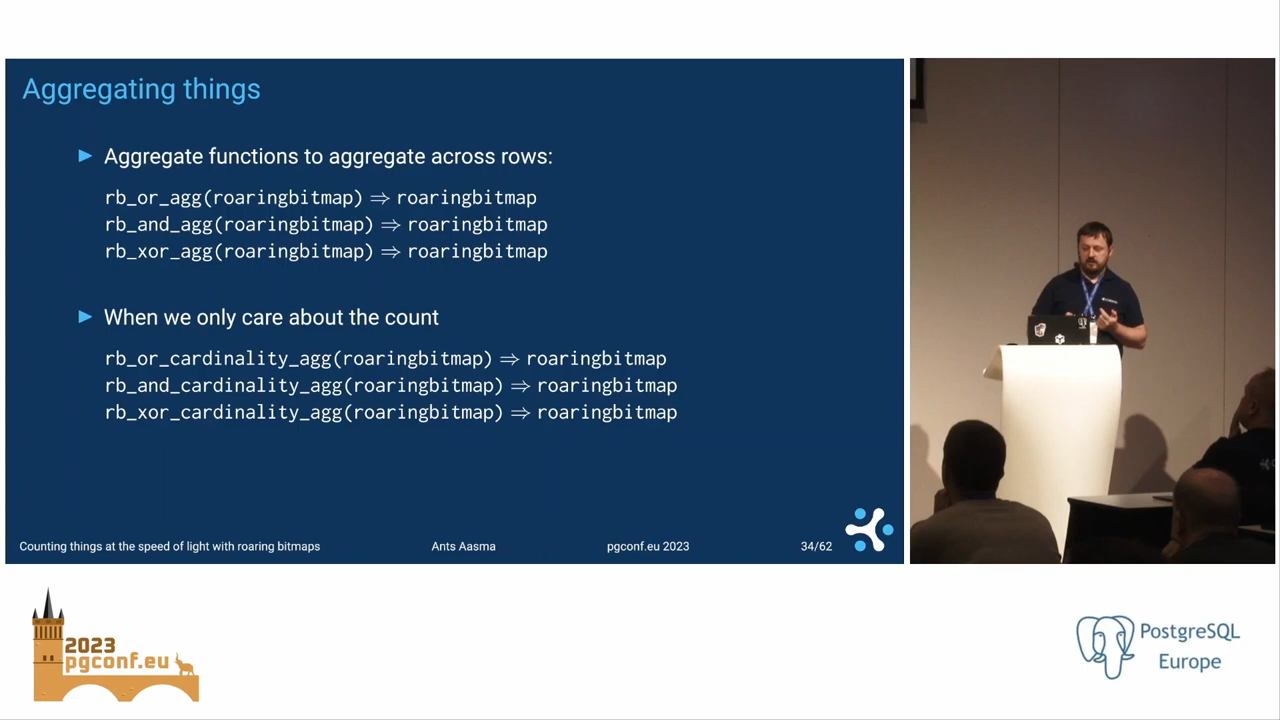 Aggregating things
Aggregate functions to aggregate across rows:
rb_or_agg(roaringbitmap) ⇒ roaringbitmap
rb_and_agg(roaringbitmap) ⇒ roaringbitmap
rb_xor_agg(roaringbitmap) ⇒ roaringbitmap
When we only care about the count
rb_or_cardinality_agg(roaringbitmap) ⇒ roaringbitmap
rb_and_cardinality_agg(roaringbitmap) ⇒ roaringbitmap
rb_xor_cardinality_agg(roaringbitmap) ⇒ roaringbitmap
Counting things at the speed of light with roaring bitmaps Ants Aasma pgconf.eu 2023 34/62
2023
pgconf.eu
PostgreSQL
Europe